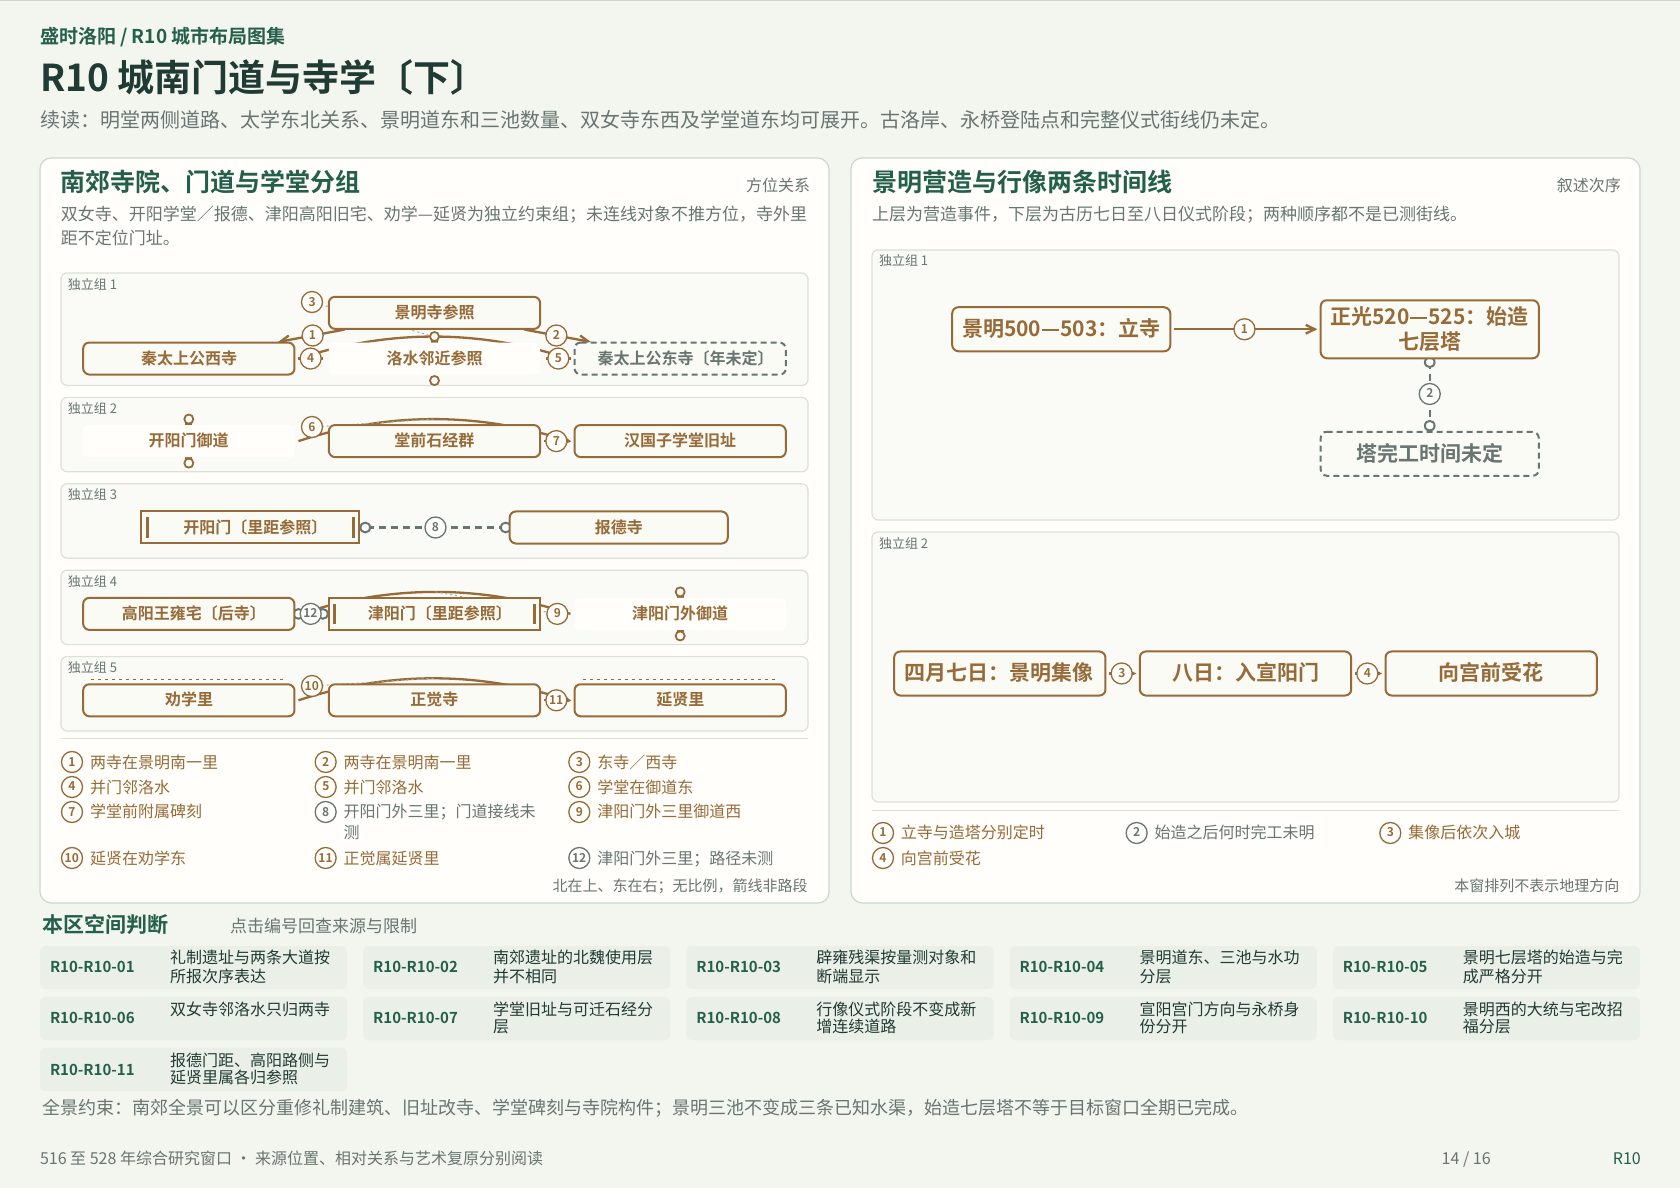 盛时洛阳 / R10 城市布局图集
R10 城南门道与寺学〔下〕
续读：明堂两侧道路、太学东北关系、景明道东和三池数量、双女寺东西及学堂道东均可展开。古洛岸、永桥登陆点和完整仪式街线仍未定。
南郊寺院、门道与学堂分组
方位关系
双女寺、开阳学堂／报德、津阳高阳旧宅、劝学—延贤为独立约束组；未连线对象不推方位，寺外里
距不定位门址。
独立组 1
3
景明寺参照
1
2
秦太上公西寺
4
洛水邻近参照
5
秦太上公东寺〔年未定〕
独立组 2
开阳门御道
6
堂前石经群
7
汉国子学堂旧址
独立组 3
开阳门〔里距参照〕
8
报德寺
独立组 4
高阳王雍宅〔后寺〕
12
津阳门〔里距参照〕
9
津阳门外御道
独立组 5
劝学里
10
正觉寺
11
延贤里
1 两寺在景明南一里
2 两寺在景明南一里
3 东寺／西寺
4 并门邻洛水
5 并门邻洛水
6 学堂在御道东
7 学堂前附属碑刻
8 开阳门外三里；门道接线未
测
9 津阳门外三里御道西
10 延贤在劝学东
11 正觉属延贤里
12 津阳门外三里；路径未测
北在上、东在右；无比例，箭线非路段
景明营造与行像两条时间线
叙述次序
上层为营造事件，下层为古历七日至八日仪式阶段；两种顺序都不是已测街线。
独立组 1
景明500—503：立寺
1
正光520—525：始造
七层塔
2
塔完工时间未定
独立组 2
四月七日：景明集像
3
八日：入宣阳门
4
向宫前受花
1 立寺与造塔分别定时
2 始造之后何时完工未明
3 集像后依次入城
4 向宫前受花
本窗排列不表示地理方向
本区空间判断
点击编号回查来源与限制
R10-R10-01
礼制遗址与两条大道按
所报次序表达
R10-R10-02
南郊遗址的北魏使用层
并不相同
R10-R10-03
辟雍残渠按量测对象和
断端显示
R10-R10-04
景明道东、三池与水功
分层
R10-R10-05
景明七层塔的始造与完
成严格分开
R10-R10-06
双女寺邻洛水只归两寺
R10-R10-07
学堂旧址与可迁石经分
层
R10-R10-08
行像仪式阶段不变成新
增连续道路
R10-R10-09
宣阳宫门方向与永桥身
份分开
R10-R10-10
景明西的大统与宅改招
福分层
R10-R10-11
报德门距、高阳路侧与
延贤里属各归参照
全景约束：南郊全景可以区分重修礼制建筑、旧址改寺、学堂碑刻与寺院构件；景明三池不变成三条已知水渠，始造七层塔不等于目标窗口全期已完成。
516 至 528 年综合研究窗口 · 来源位置、相对关系与艺术复原分别阅读
14 / 16
R10